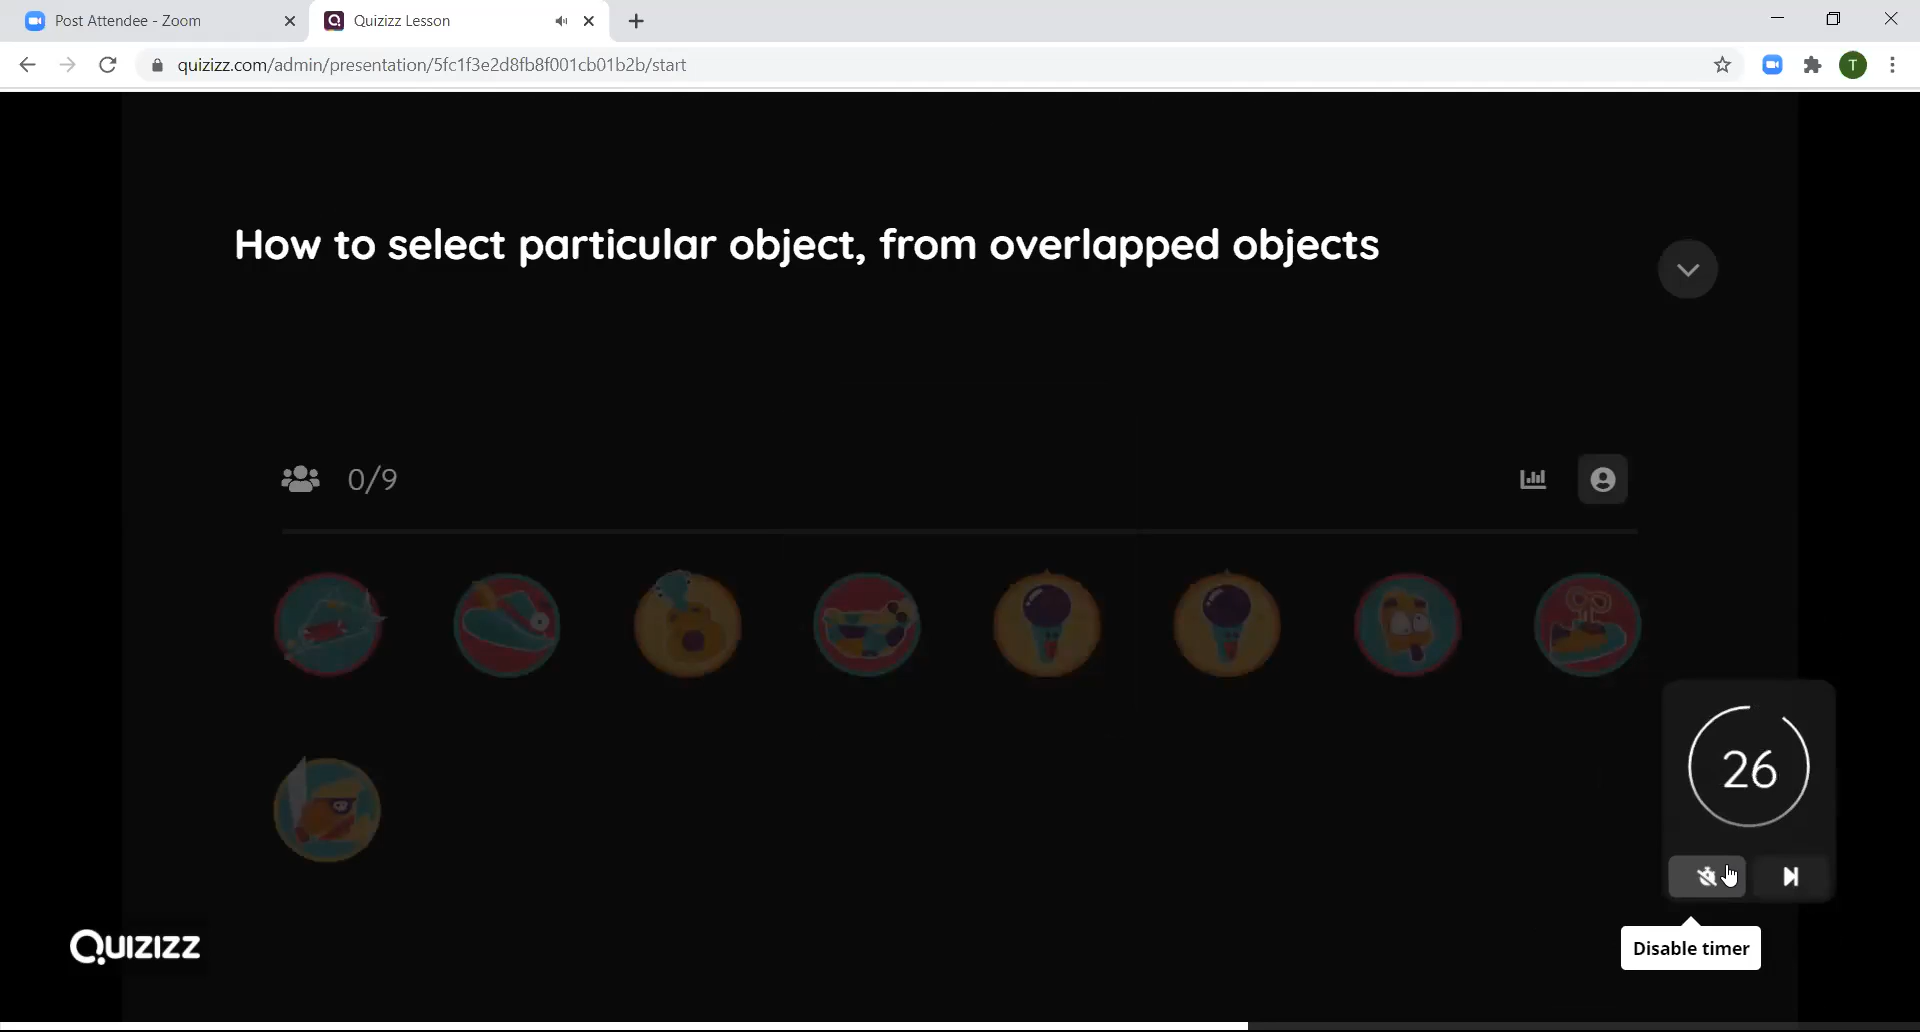 Post Attendee - Zoom
Quizizz Lesson
quizizz.com/admin/presentation/5fc1f3e2d8fb8f001cb01b2b/start
T
How to select particular object, from overlapped objects
0/9
26
Disable timer
QUIZIZZ